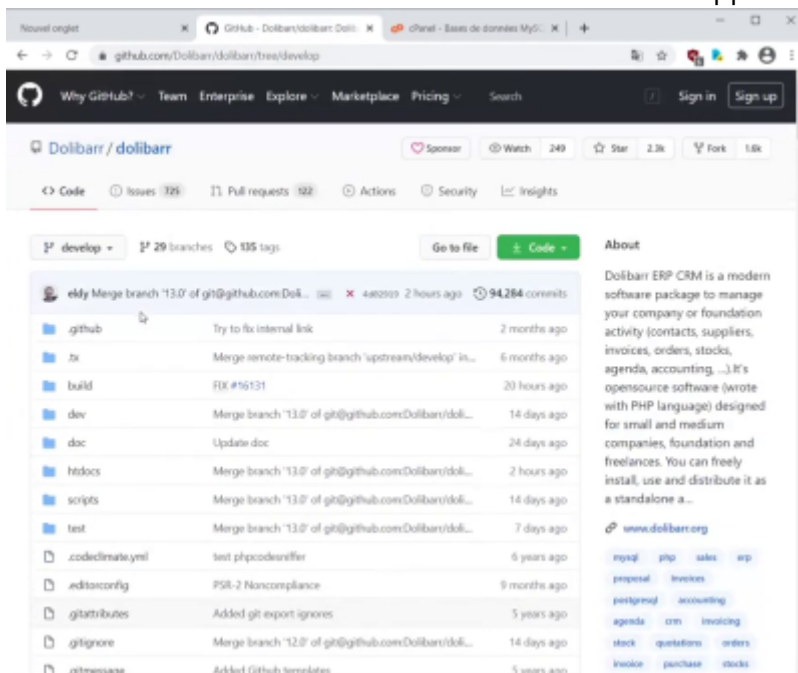 Nouvel onglet
GitHub - Dolibarr/dolibarr: Doli
cPanel - Bases de données MySC
github.com/Dolibarr/dolibarr/tree/develop
Why GitHub? Team Enterprise Explore Marketplace Pricing Search / Sign in Sign up
Dolibarr / dolibarr Sponsor Watch 249 Star 2.3k Fork 1.8k
Code Issues 725 Pull requests 122 Actions Security Insights
develop 29 branches 135 tags Go to file Code
eldy Merge branch '13.0' of git@github.com:Doli... 2 hours ago 94,284 commits
.github Try to fix internal link 2 months ago
.tx Merge remote-tracking branch 'upstream/develop' in... 6 months ago
build FIX #16131 20 hours ago
dev Merge branch '13.0' of git@github.com:Dolibarr/doli... 14 days ago
doc Update doc 24 days ago
htdocs Merge branch '13.0' of git@github.com:Dolibarr/doli... 2 hours ago
scripts Merge branch '13.0' of git@github.com:Dolibarr/doli... 14 days ago
test Merge branch '13.0' of git@github.com:Dolibarr/doli... 7 days ago
.codeclimate.yml test phpcodesniffer 6 years ago
.editorconfig PSR-2 Noncompliance 9 months ago
.gitattributes Added git export ignores 5 years ago
.gitignore Merge branch '12.0' of git@github.com:Dolibarr/doli... 14 days ago
.gitmessage Added Github templates 5 years ago
About
Dolibarr ERP CRM is a modern
software package to manage
your company or foundation
activity (contacts, suppliers,
invoices, orders, stocks,
agenda, accounting, ...).It's
opensource software (wrote
with PHP language) designed
for small and medium
companies, foundation and
freelances. You can freely
install, use and distribute it as
a standalone a...
www.dolibarr.org
mysql php sales erp
proposal invoices
postgresql accounting
agenda crm invoicing
stock quotations orders
invoice purchase stocks